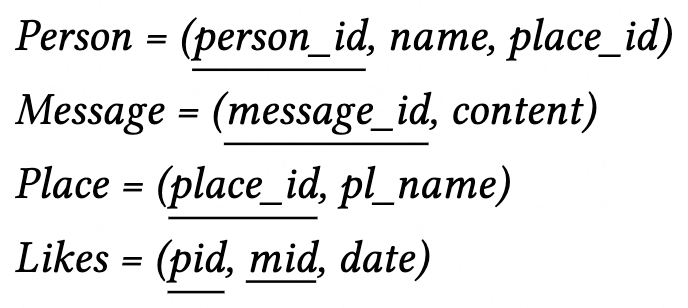 Person = (person_id, name, place_id)
Message = (message_id, content)
Place = (place_id, pl_name)
Likes = (pid, mid, date)